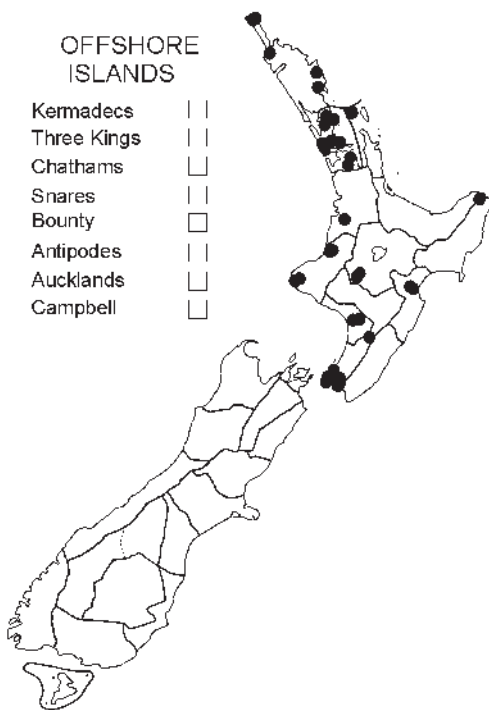 OFFSHORE
ISLANDS
Kermadecs
Three Kings
Chathams
Snares
Bounty
Antipodes
Aucklands
Campbell